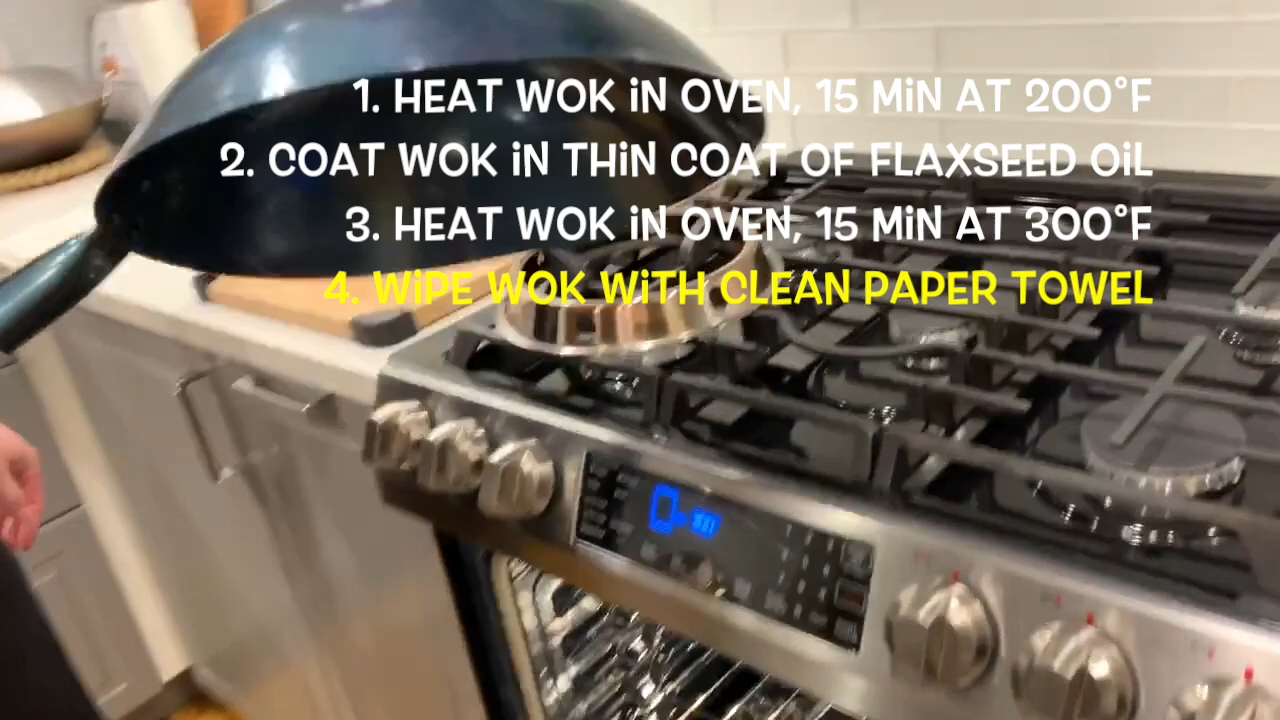 1. HEAT WOK iN OVEN, 15 MiN AT 200°F
2. COAT WOK iN THiN COAT OF FLAXSEED OiL
3. HEAT WOK iN OVEN, 15 MiN AT 300°F
4. WiPE WOK WiTH CLEAN PAPER TOWEL